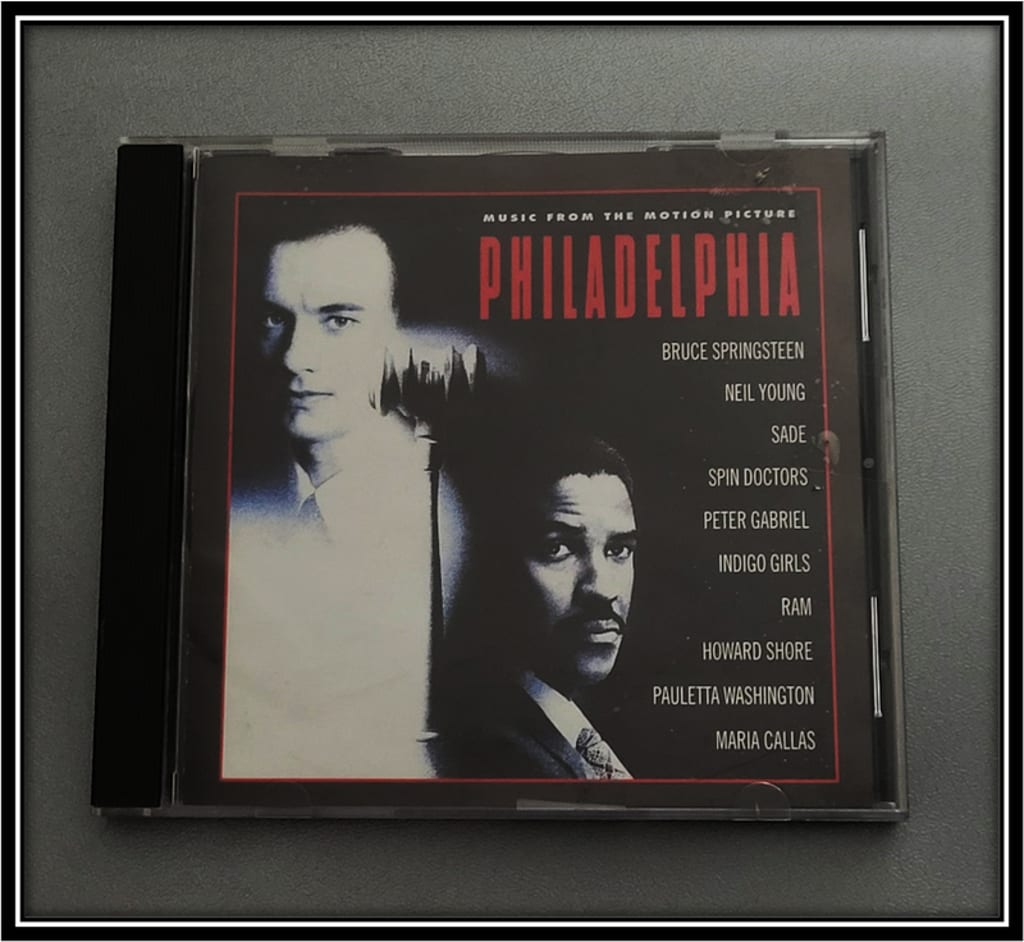 MUSIC FROM THE MOTION PICTURE
PHILADELPHIA
BRUCE SPRINGSTEEN
NEIL YOUNG
SADE
SPIN DOCTORS
PETER GABRIEL
INDIGO GIRLS
RAM
HOWARD SHORE
PAULETTA WASHINGTON
MARIA CALLAS